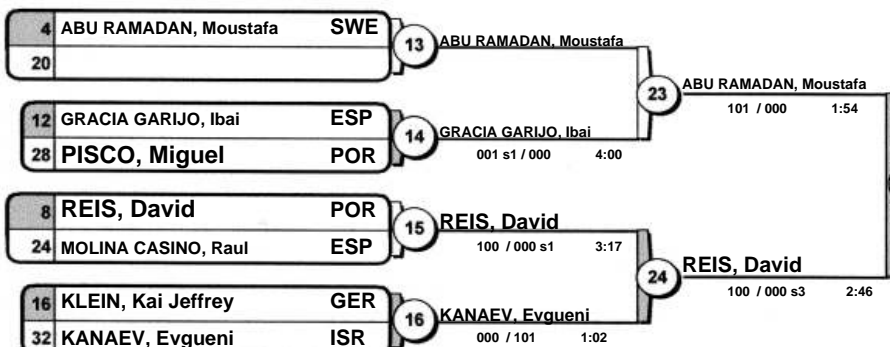 4 ABU RAMADAN, Moustafa SWE
20
13
ABU RAMADAN, Moustafa
12 GRACIA GARIJO, Ibai ESP
28 PISCO, Miguel POR
14
GRACIA GARIJO, Ibai
001 s1 / 000 4:00
23
ABU RAMADAN, Moustafa
101 / 000 1:54
8 REIS, David POR
24 MOLINA CASINO, Raul ESP
15
REIS, David
100 / 000 s1 3:17
16 KLEIN, Kai Jeffrey GER
32 KANAEV, Evgueni ISR
16
KANAEV, Evgueni
000 / 101 1:02
24
REIS, David
100 / 000 s3 2:46